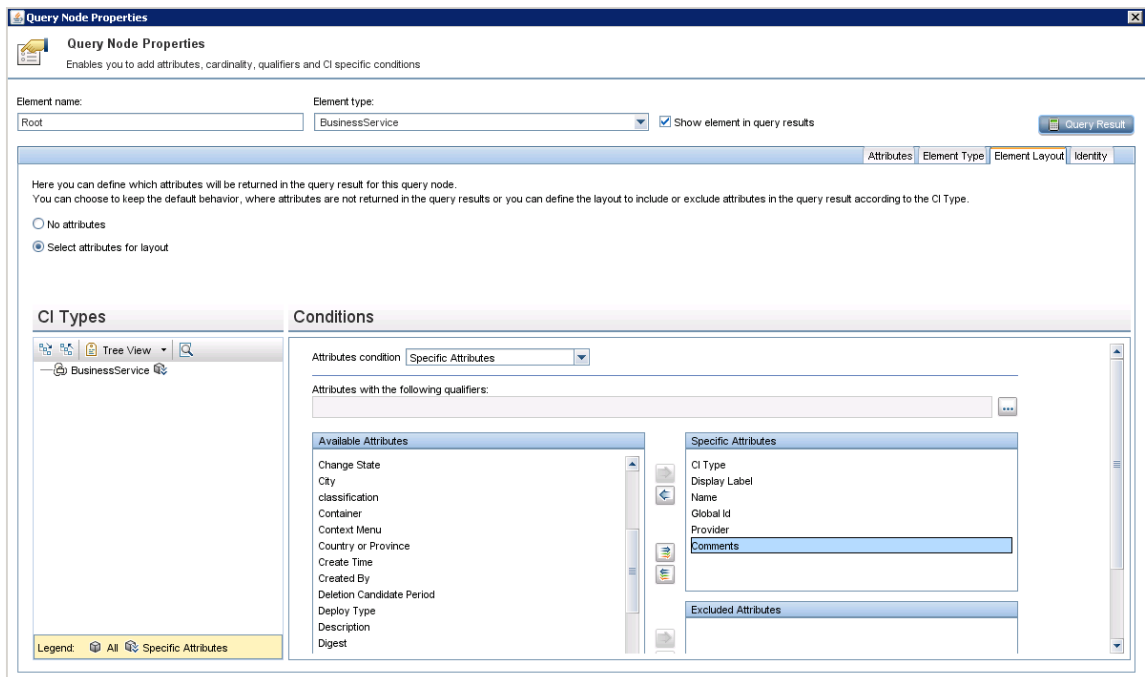 Query Node Properties
Query Node Properties
Enables you to add attributes, cardinality, qualifiers and CI specific conditions
Element name:
Element type:
Root
BusinessService
Show element in query results
Query Result
Attributes
Element Type
Element Layout
Identity
Here you can define which attributes will be returned in the query result for this query node.
You can choose to keep the default behavior, where attributes are not returned in the query results or you can define the layout to include or exclude attributes in the query result according to the CI Type.
No attributes
Select attributes for layout
CI Types
Conditions
Tree View
BusinessService
Attributes condition
Specific Attributes
Attributes with the following qualifiers:
...
Available Attributes
Change State
City
classification
Container
Context Menu
Country or Province
Create Time
Created By
Deletion Candidate Period
Deploy Type
Description
Digest
Specific Attributes
CI Type
Display Label
Name
Global Id
Provider
Comments
Excluded Attributes
Legend: All Specific Attributes